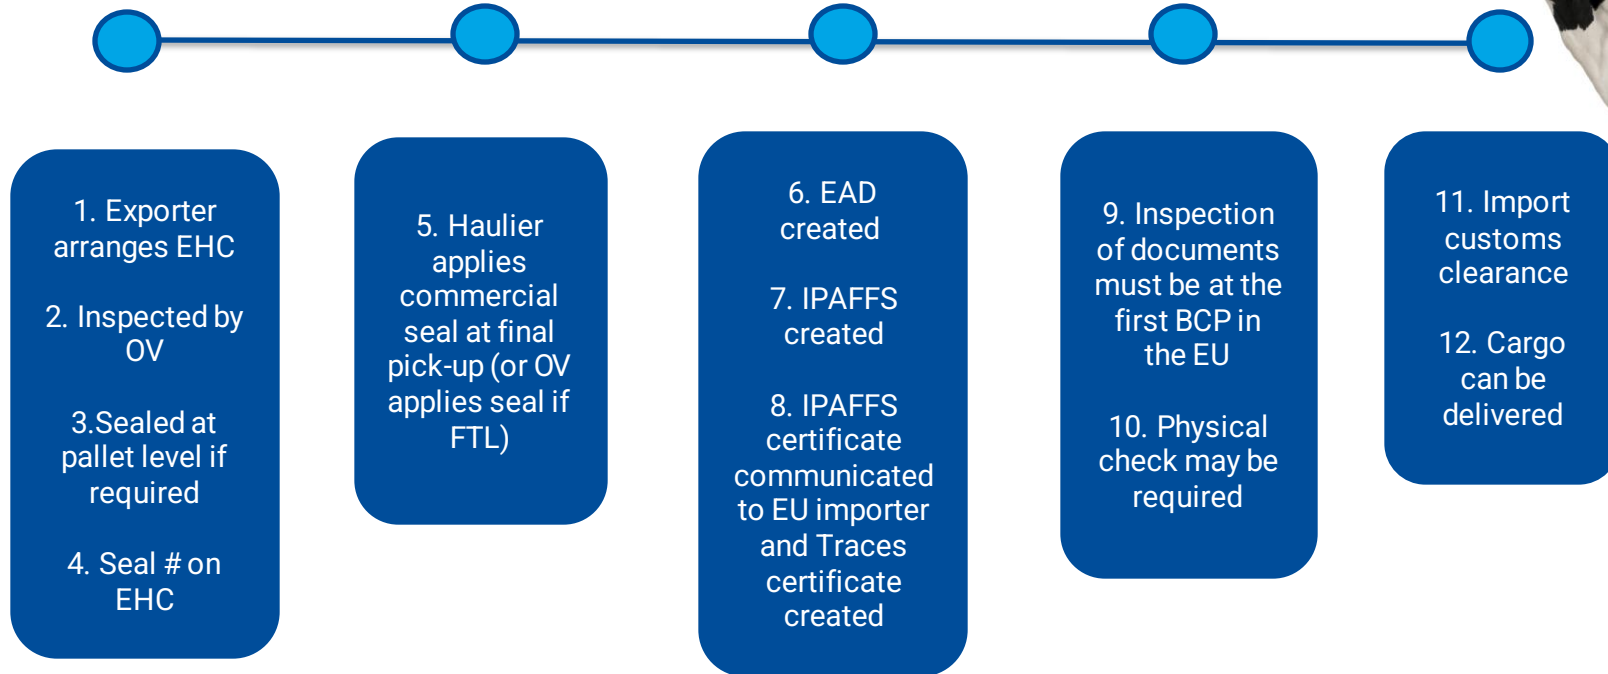 1. Exporter
arranges EHC
2. Inspected by
OV
3.Sealed at
pallet level if
required
4. Seal # on
EHC
5. Haulier
applies
commercial
seal at final
pick-up (or OV
applies seal if
FTL)
6. EAD
created
7. IPAFFS
created
8. IPAFFS
certificate
communicated
to EU importer
and Traces
certificate
created
9. Inspection
of documents
must be at the
first BCP in
the EU
10. Physical
check may be
required
11. Import
customs
clearance
12. Cargo
can be
delivered